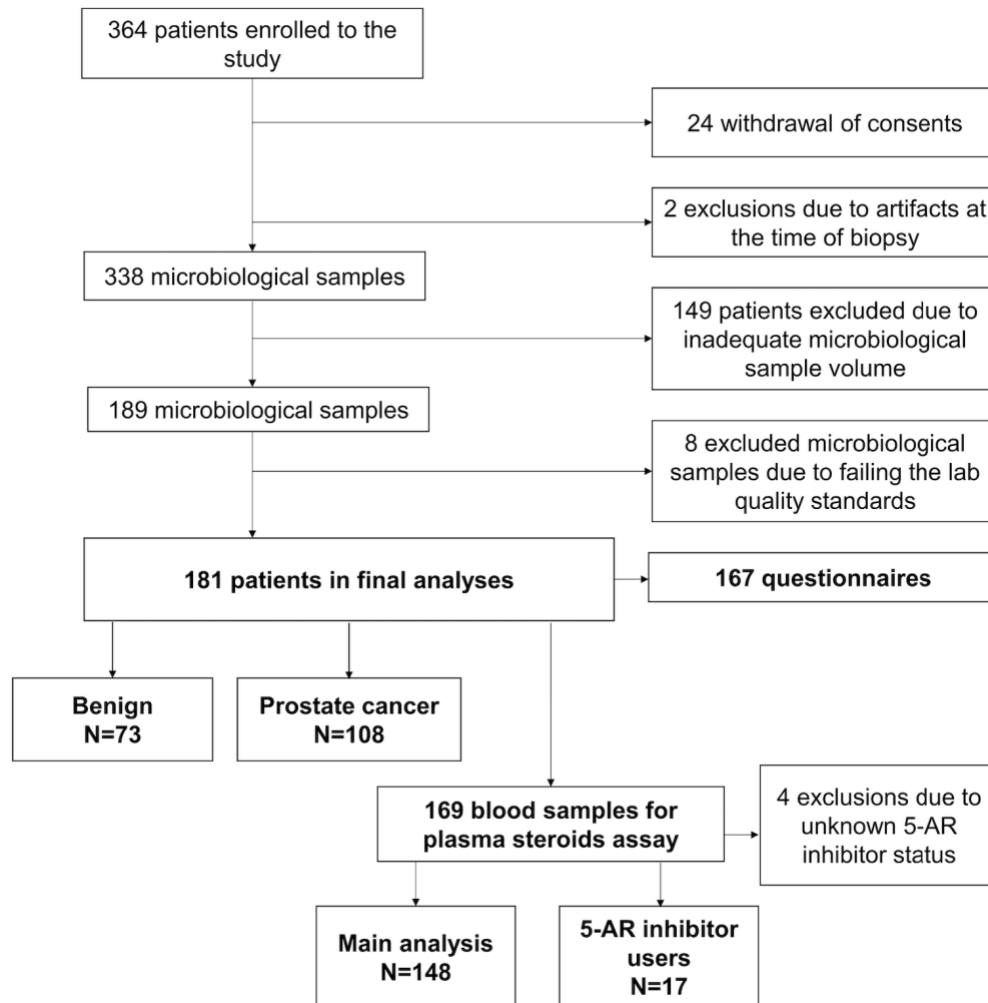 364 patients enrolled to the
study
24 withdrawal of consents
2 exclusions due to artifacts at
the time of biopsy
338 microbiological samples
149 patients excluded due to
inadequate microbiological
sample volume
189 microbiological samples
8 excluded microbiological
samples due to failing the lab
quality standards
181 patients in final analyses
167 questionnaires
Benign
N=73
Prostate cancer
N=108
169 blood samples for
plasma steroids assay
4 exclusions due to
unknown 5-AR
inhibitor status
Main analysis
N=148
5-AR inhibitor
users
N=17